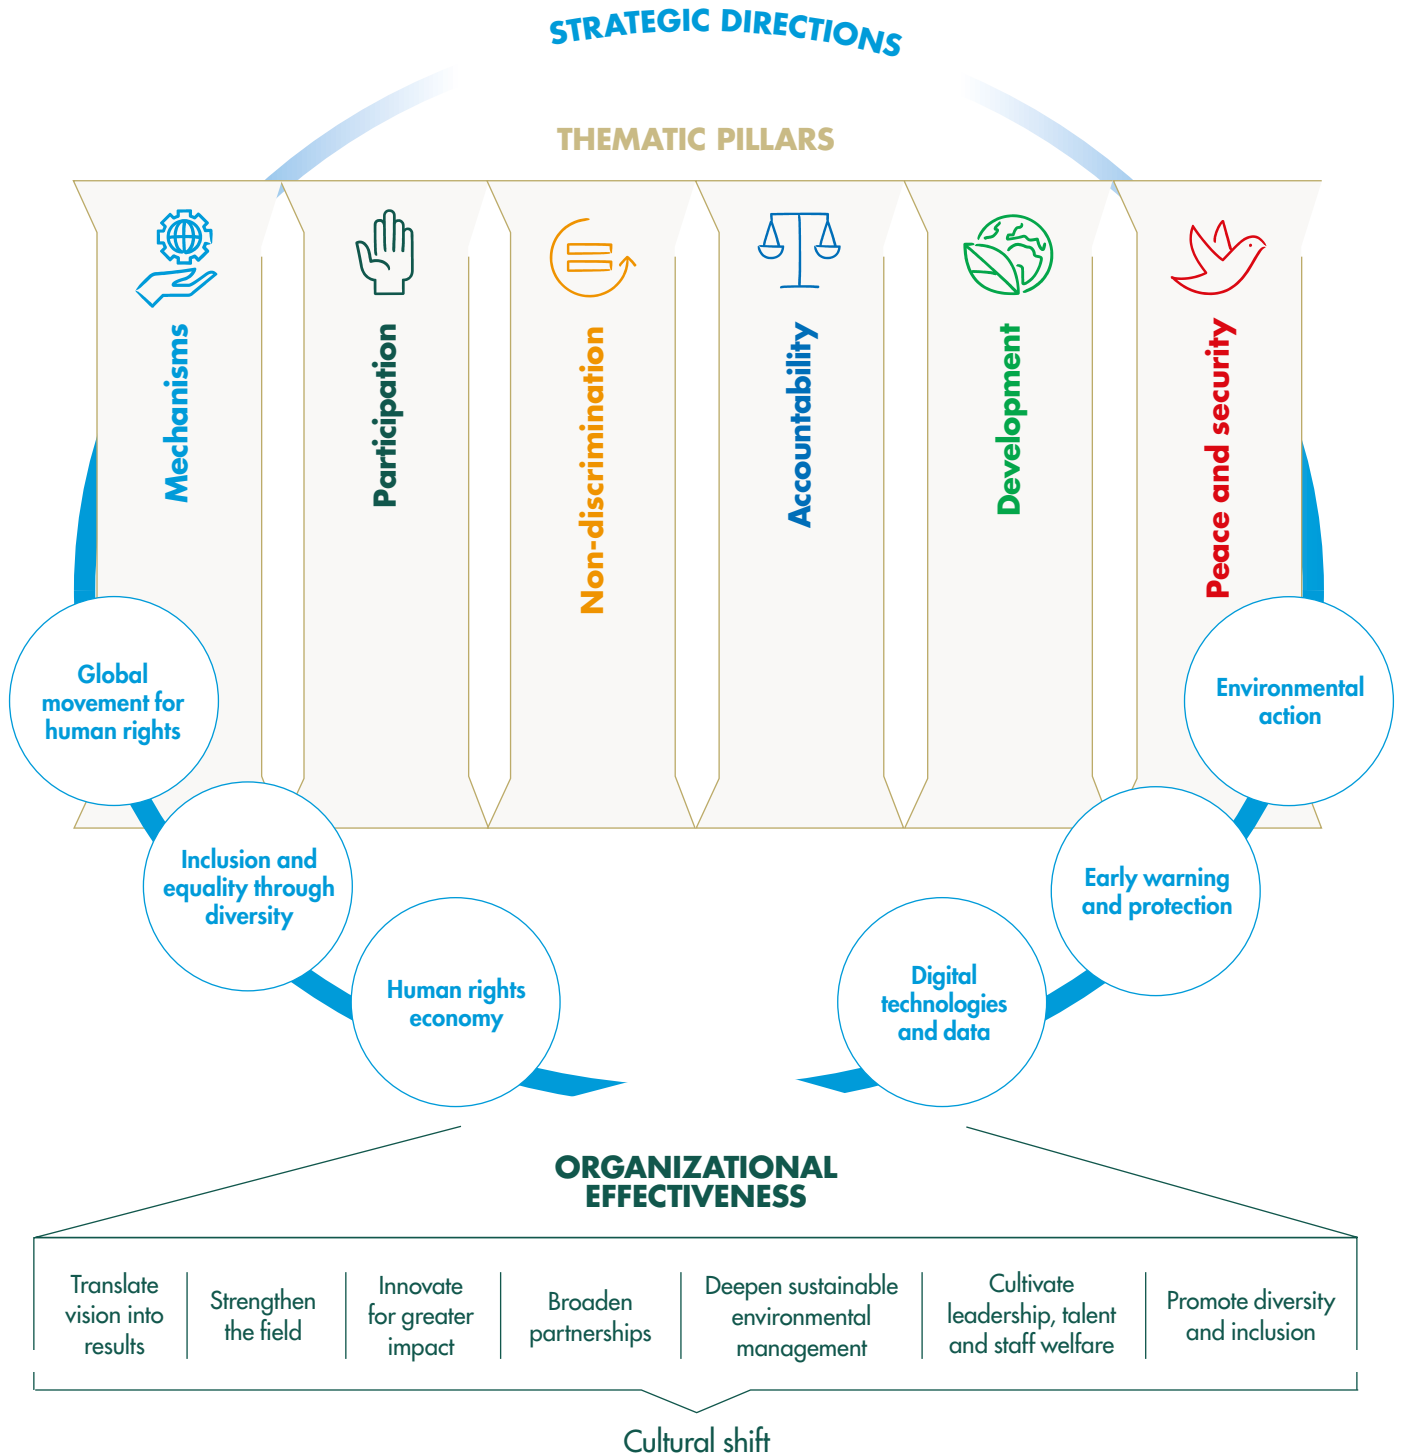 STRATEGIC DIRECTIONS
THEMATIC PILLARS
Mechanisms
Participation
Non-discrimination
Accountability
Development
Peace and security
Global
movement for
human rights
Inclusion and
equality through
diversity
Human rights
economy
Digital
technologies
and data
Early warning
and protection
Environmental
action
ORGANIZATIONAL
EFFECTIVENESS
Translate
vision into
results
Strengthen
the field
Innovate
for greater
impact
Broaden
partnerships
Deepen sustainable
environmental
management
Cultivate
leadership, talent
and staff welfare
Promote diversity
and inclusion
Cultural shift